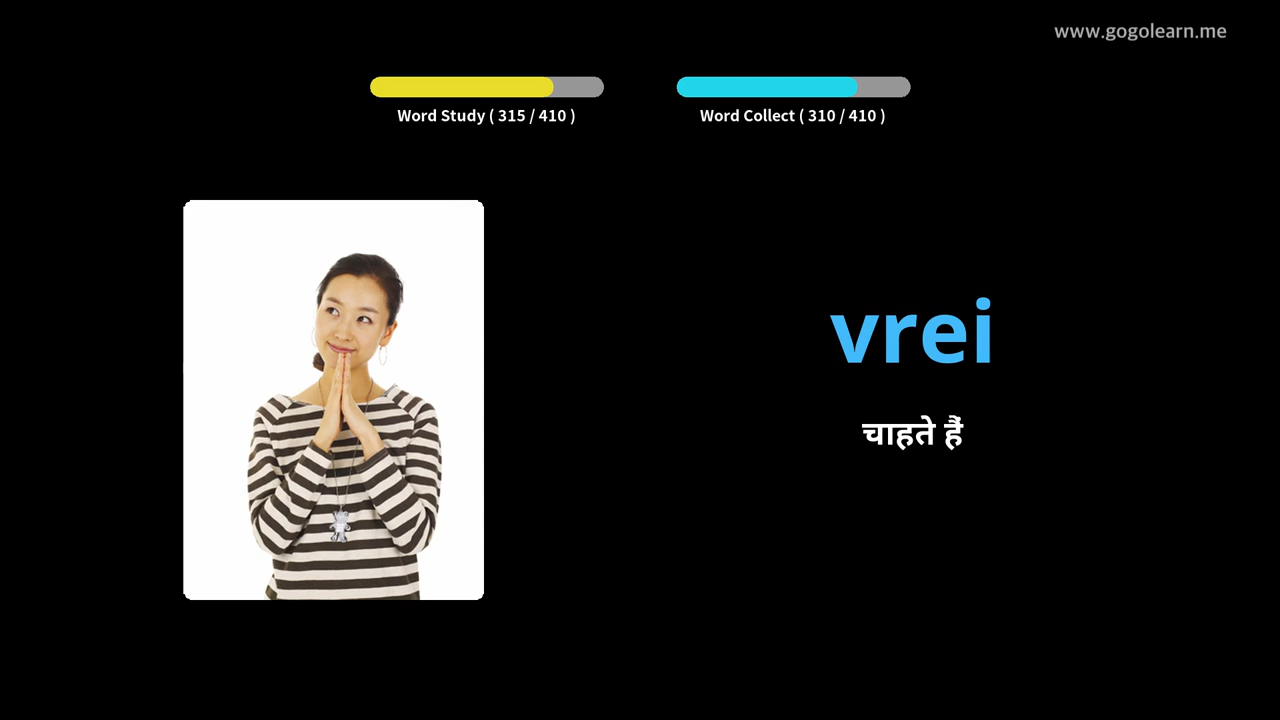 www.gogolearn.me
Word Study ( 315 / 410 )
Word Collect ( 310 / 410 )
vrei
चाहते हैं